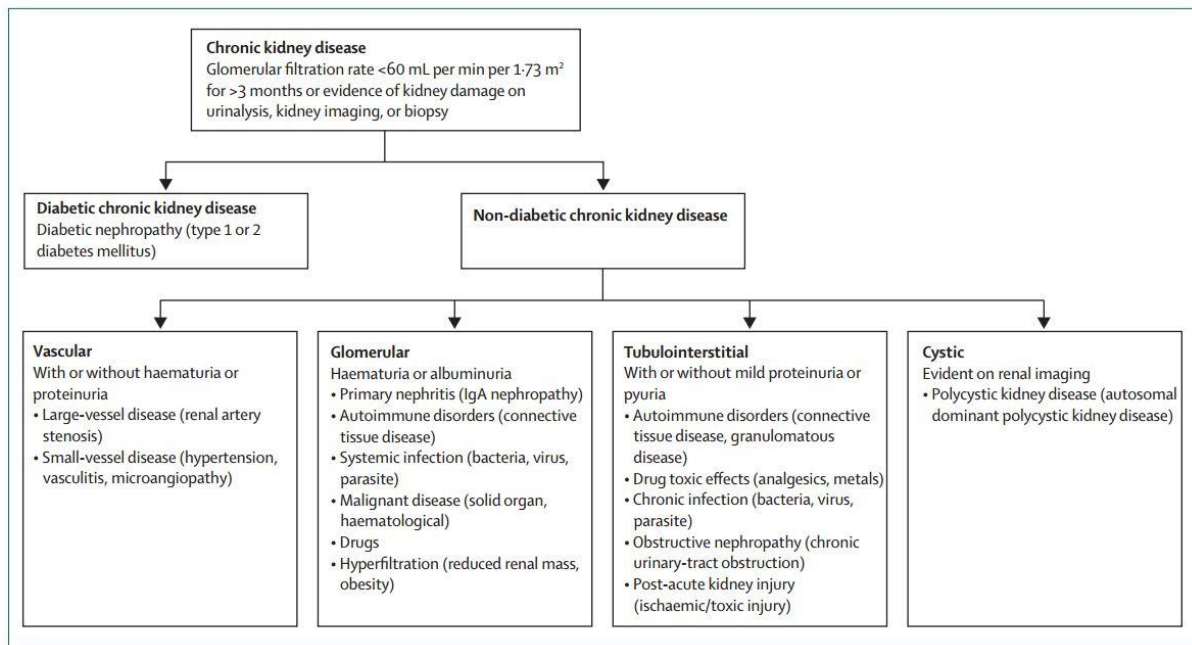 Chronic kidney disease
Glomerular filtration rate <60 mL per min per 1·73 m²
for >3 months or evidence of kidney damage on
urinalysis, kidney imaging, or biopsy
Diabetic chronic kidney disease
Diabetic nephropathy (type 1 or 2
diabetes mellitus)
Non-diabetic chronic kidney disease
Vascular
With or without haematuria or
proteinuria
• Large-vessel disease (renal artery
stenosis)
• Small-vessel disease (hypertension,
vasculitis, microangiopathy)
Glomerular
Haematuria or albuminuria
• Primary nephritis (IgA nephropathy)
• Autoimmune disorders (connective
tissue disease)
• Systemic infection (bacteria, virus,
parasite)
• Malignant disease (solid organ,
haematological)
• Drugs
• Hyperfiltration (reduced renal mass,
obesity)
Tubulointerstitial
With or without mild proteinuria or
pyuria
• Autoimmune disorders (connective
tissue disease, granulomatous
disease)
• Drug toxic effects (analgesics, metals)
• Chronic infection (bacteria, virus,
parasite)
• Obstructive nephropathy (chronic
urinary-tract obstruction)
• Post-acute kidney injury
(ischaemic/toxic injury)
Cystic
Evident on renal imaging
• Polycystic kidney disease (autosomal
dominant polycystic kidney disease)